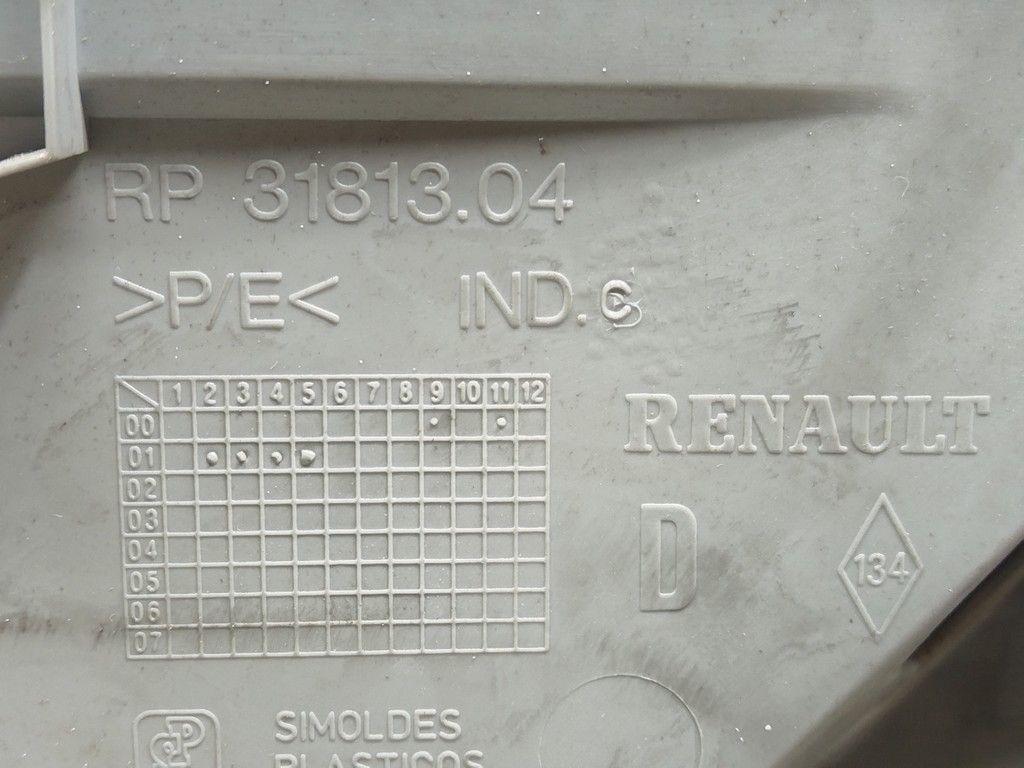 RP 31813.04
>P/E< IND. C
1 2 3 4 5 6 7 8 9 10 11 12
00
01
02
03
04
05
06
07
RENAULT
D
134
SIMOLDES
PLASTICOS